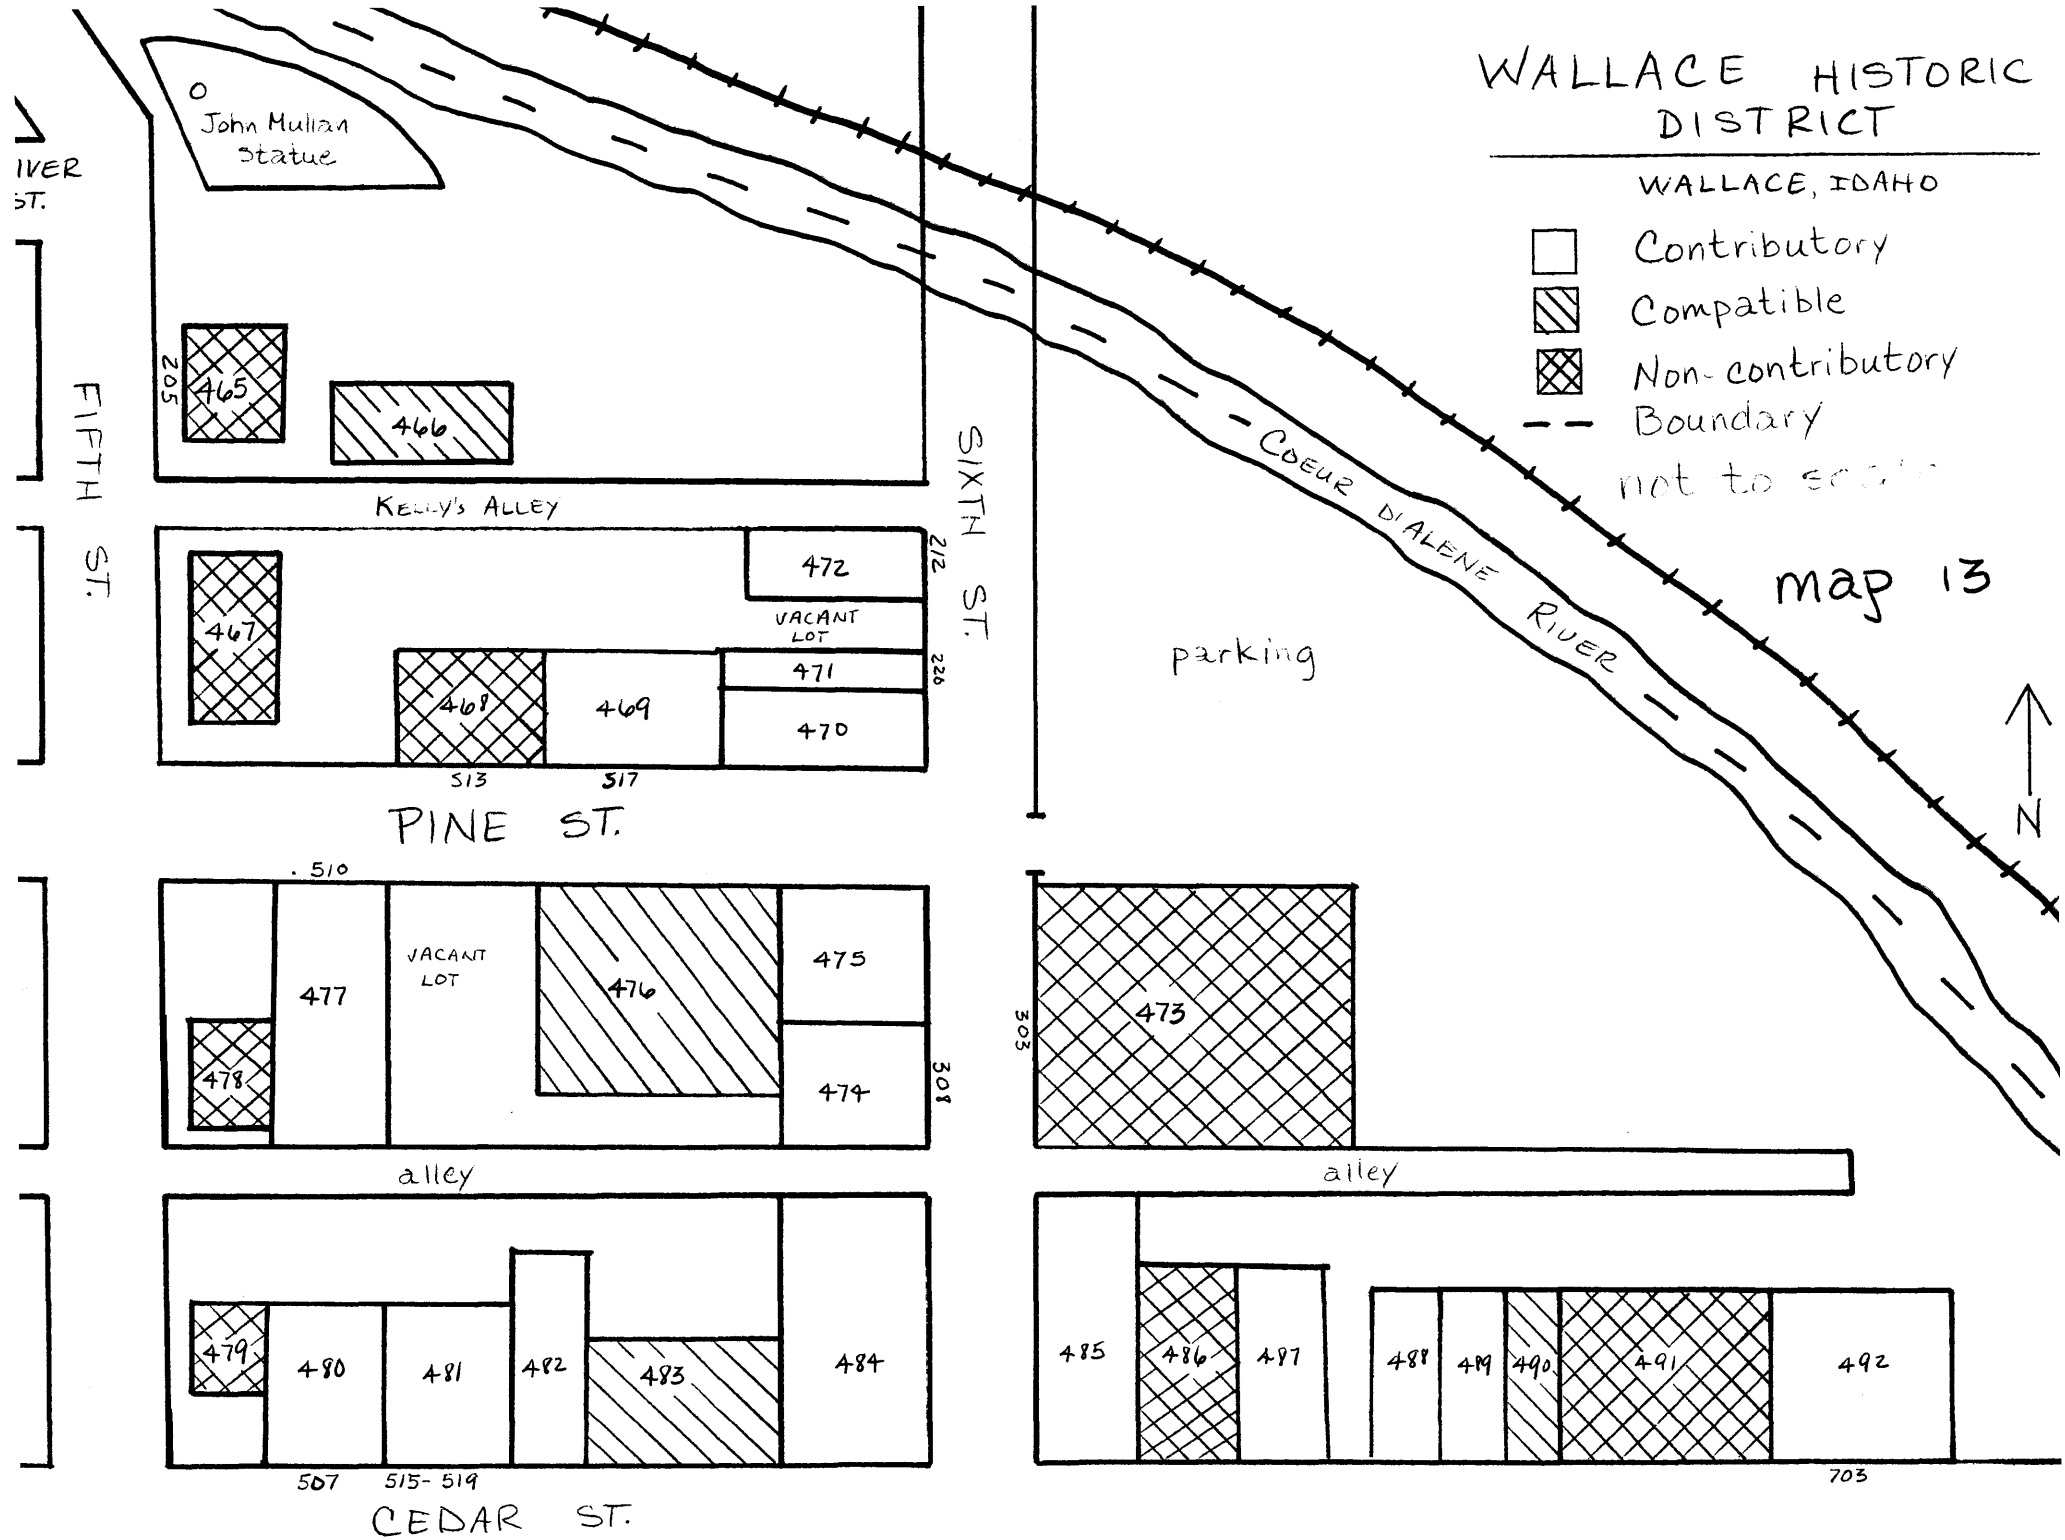 WALLACE HISTORIC
DISTRICT
WALLACE, IDAHO
Contributory
Compatible
Non-contributory
Boundary
not to scale
map 13
N
John Mullan
Statue
IVER
ST.
205
465
466
FIFTH ST.
KELLY'S ALLEY
SIXTH ST.
COEUR D'ALENE RIVER
parking
472
212
VACANT
LOT
467
471
226
468
469
470
513
517
PINE ST.
510
477
VACANT
LOT
476
475
473
303
478
474
308
alley
alley
479
480
481
482
483
484
485
486
487
488
489
490
491
492
507
515-519
703
CEDAR ST.